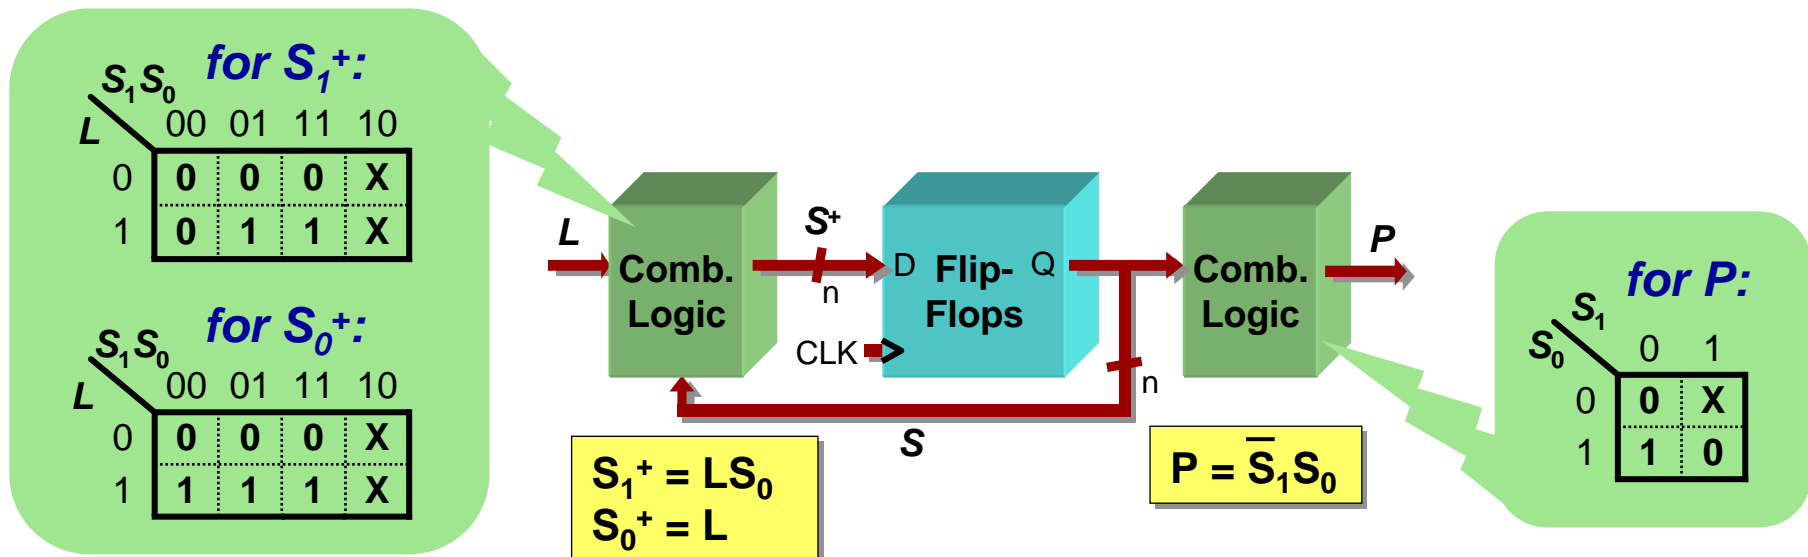 for S₁⁺:
S₁S₀
L 00 01 11 10
0 0 0 0 X
1 0 1 1 X
for S₀⁺:
S₁S₀
L 00 01 11 10
0 0 0 0 X
1 1 1 1 X
L
Comb.
Logic
S⁺
n
D Flip-
Flops
Q
CLK
Comb.
Logic
P
n
S
S₁⁺ = LS₀
S₀⁺ = L
P = S̅₁S₀
for P:
S₁
S₀ 0 1
0 0 X
1 1 0